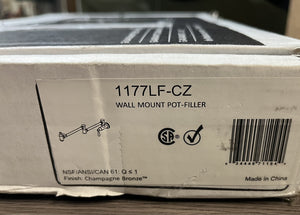 1177LF-CZ
WALL MOUNT POT-FILLER
NSF/ANSI/CAN 61: Q ≤ 1
Finish: Champagne Bronze™
Made in China